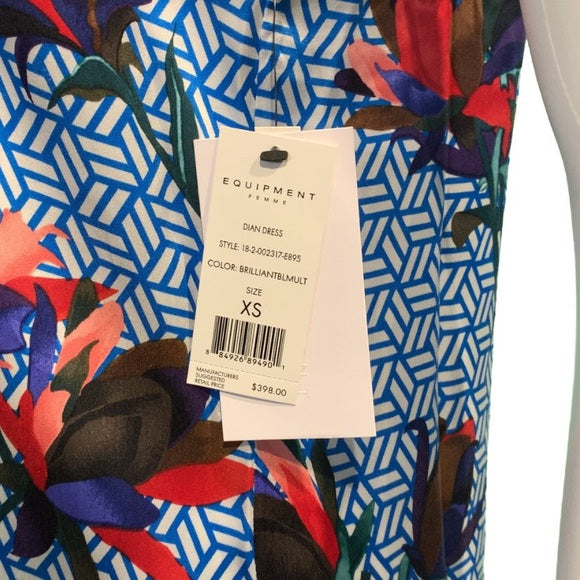 EQUIPMENT
FEMME
DIAN DRESS
STYLE: 18-2-002317-E895
COLOR: BRILLIANTBLMULT
SIZE
XS
8 84926 89490 1
MANUFACTURERS
SUGGESTED
RETAIL PRICE
$398.00